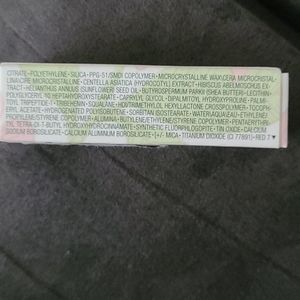 CITRATE•POLYETHYLENE•SILICA•PPG-51/SMDI COPOLYMER•MICROCRYSTALLINE WAX\CERA MICROCRISTAL-
LINA\CIRE MICROCRISTALLINE•CENTELLA ASIATICA (HYDROCOTYL) EXTRACT•HIBISCUS ABELMOSCHUS EX-
TRACT•HELIANTHUS ANNUUS (SUNFLOWER) SEED OIL•BUTYROSPERMUM PARKII (SHEA BUTTER)•LECITHIN•
POLYGLYCERYL-10 HEPTAHYDROXYSTEARATE•CAPRYLYL GLYCOL•DIPALMITOYL HYDROXYPROLINE•PALMI-
TOYL TRIPEPTIDE-1•TRIBEHENIN•SQUALANE•HDI/TRIMETHYLOL HEXYLLACTONE CROSSPOLYMER•TOCOPH-
EROL•HYDROGENATED POLYISOBUTENE•SORBITAN ISOSTEARATE•WATER\AQUA\EAU•ETHYLENE/
PROPYLENE/STYRENE COPOLYMER•ALUMINA•BUTYLENE/ETHYLENE/STYRENE COPOLYMER•PENTAERYTHRI-
TYL TETRA-DI-T-BUTYL HYDROXYHYDROCINNAMATE•SYNTHETIC FLUORPHLOGOPITE•TIN OXIDE•CALCIUM
SODIUM BOROSILICATE•CALCIUM ALUMINUM BOROSILICATE•[+/- MICA•TITANIUM DIOXIDE (CI 77891)•RED 7